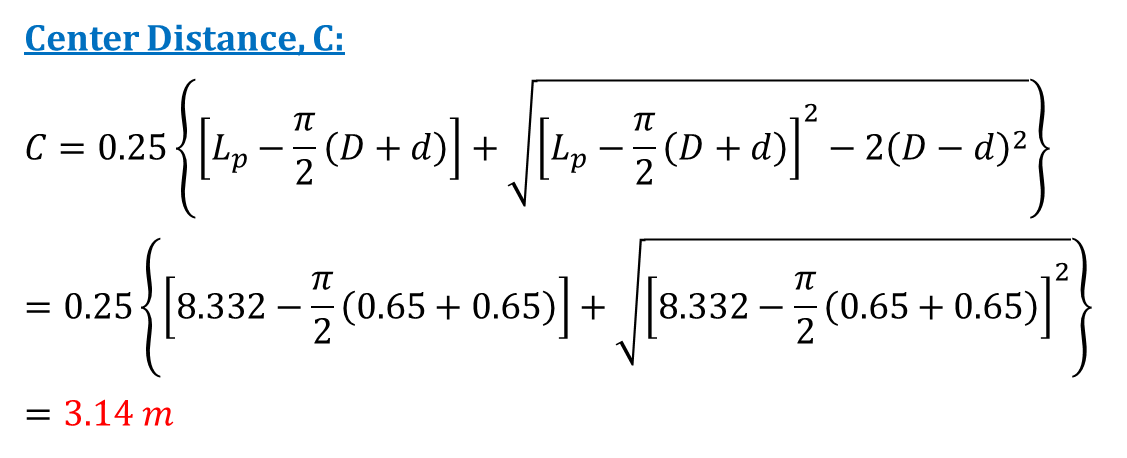 Center Distance, C:
C = 0.25 { [L_p − π/2 (D + d)] + √([L_p − π/2 (D + d)]² − 2(D − d)²) }
= 0.25 { [8.332 − π/2 (0.65 + 0.65)] + √([8.332 − π/2 (0.65 + 0.65)]²) }
= 3.14 m